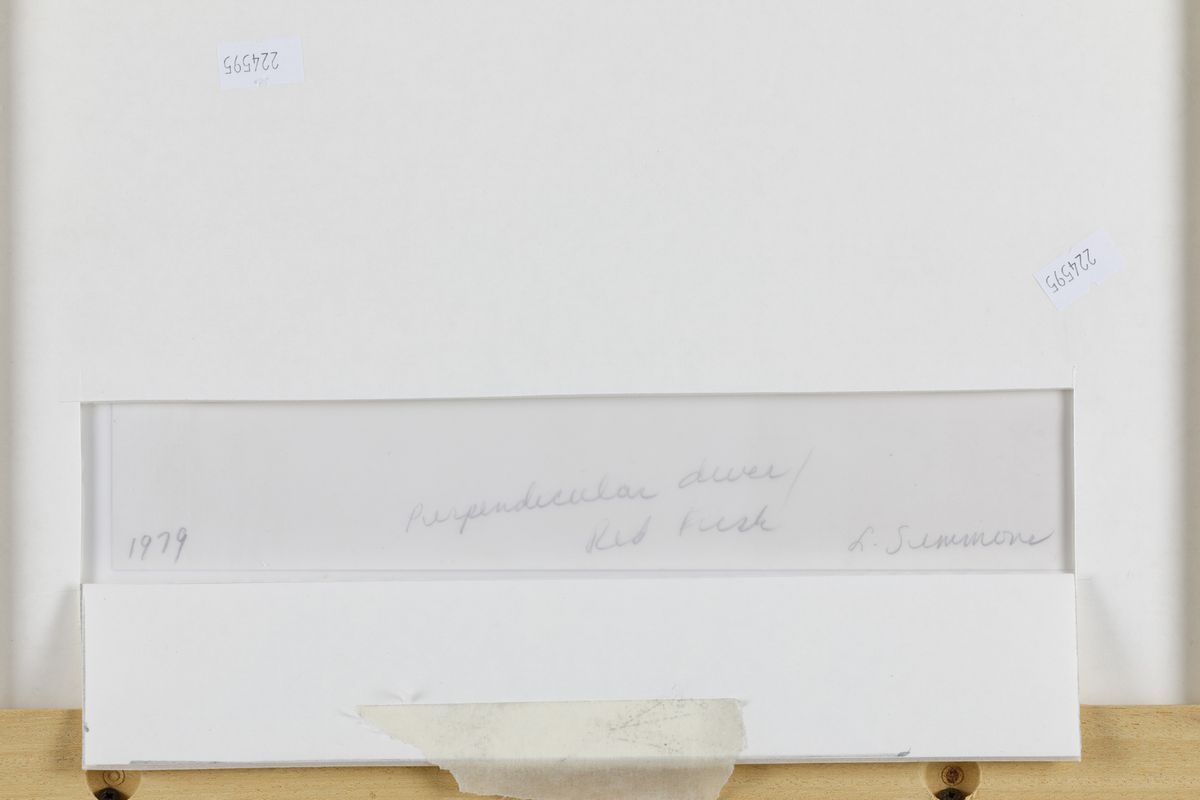 224595
224595
Perpendicular diver/
Red Fish
1979
L. Simmons